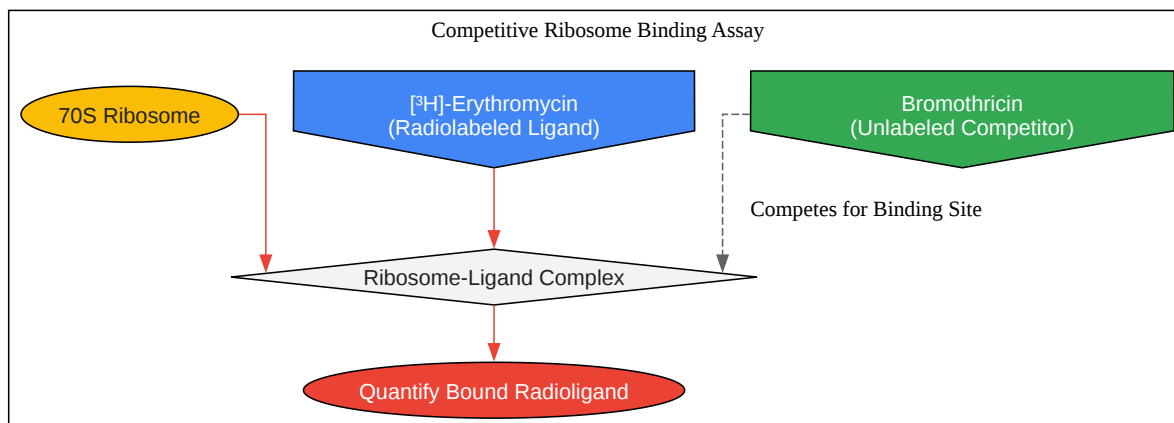 Competitive Ribosome Binding Assay
70S Ribosome
[³H]-Erythromycin
(Radiolabeled Ligand)
Bromothricin
(Unlabeled Competitor)
Competes for Binding Site
Ribosome-Ligand Complex
Quantify Bound Radioligand